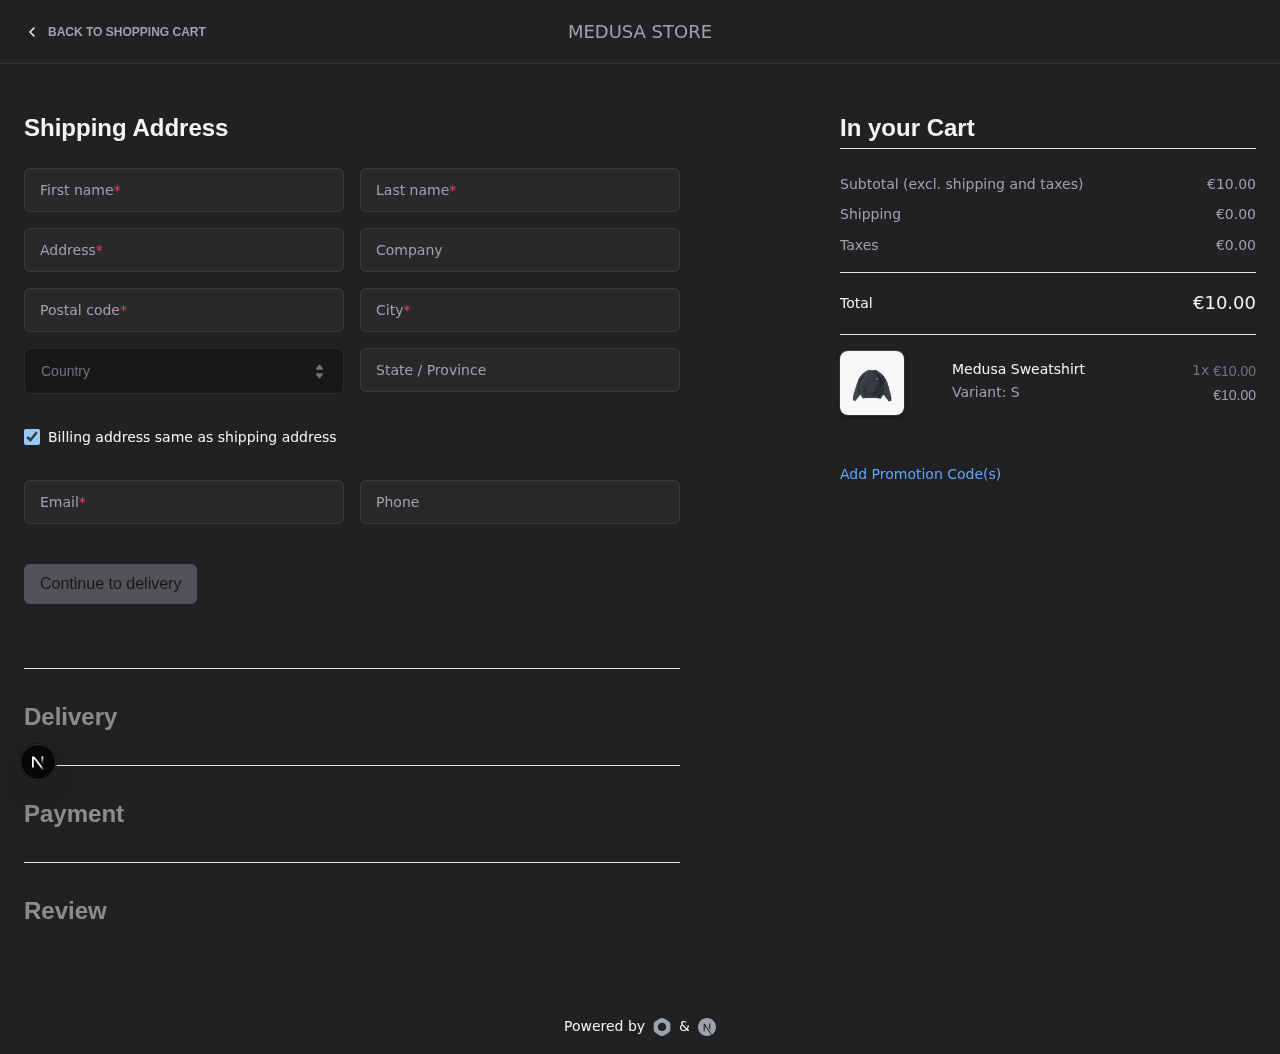 BACK TO SHOPPING CART
MEDUSA STORE
Shipping Address
First name*
Last name*
Address*
Company
Postal code*
City*
Country
State / Province
Billing address same as shipping address
Email*
Phone
Continue to delivery
Delivery
N
Payment
Review
In your Cart
Subtotal (excl. shipping and taxes) €10.00
Shipping €0.00
Taxes €0.00
Total €10.00
Medusa Sweatshirt 1x €10.00
Variant: S €10.00
Add Promotion Code(s)
Powered by & N